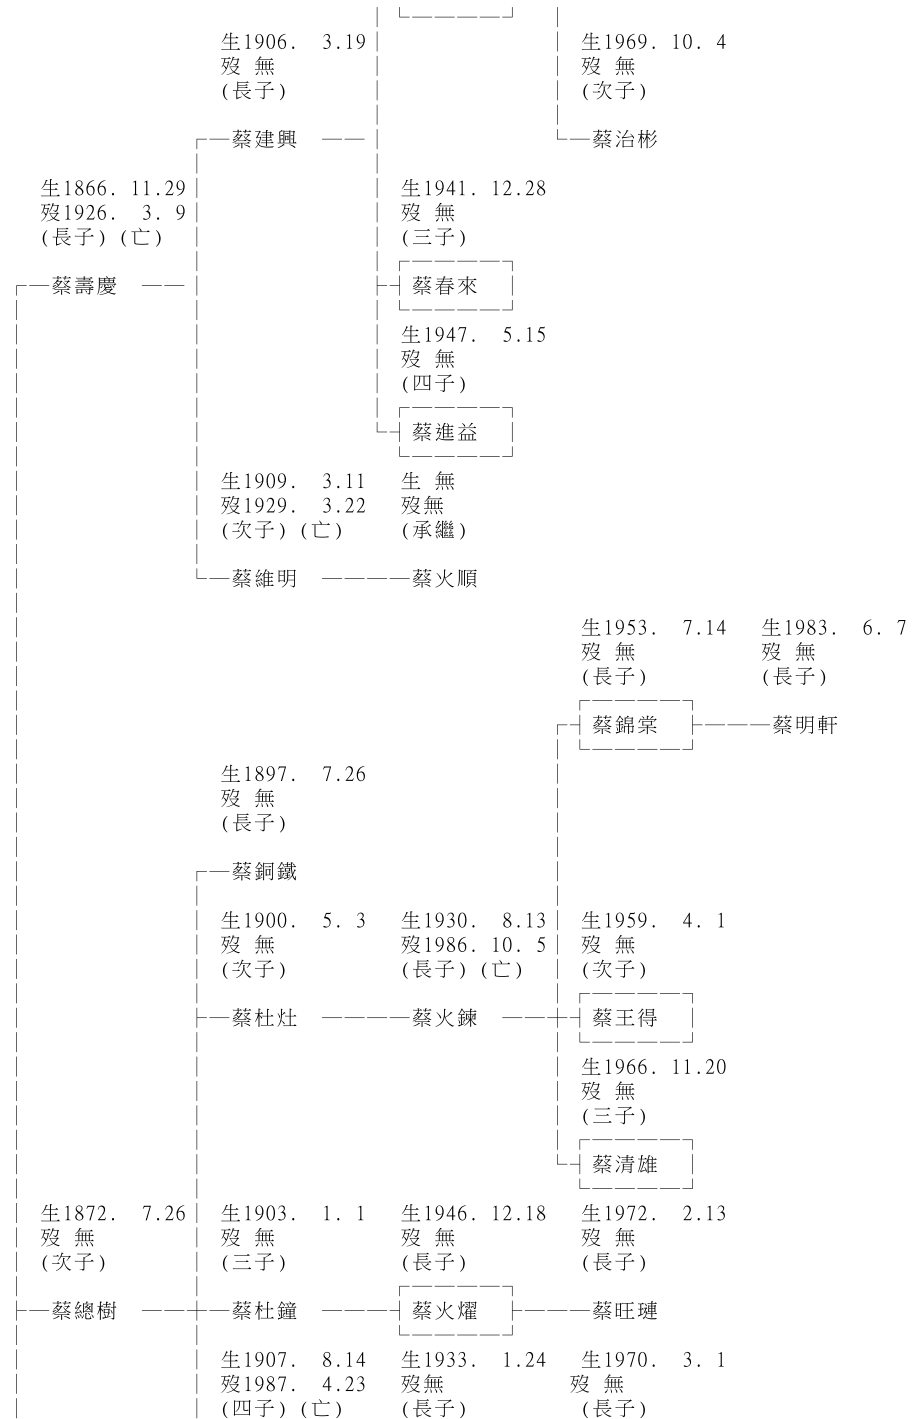 生1906. 3.19 生1969. 10. 4
歿 無 歿 無
(長子) (次子)
蔡建興 蔡治彬
生1866. 11.29 生1941. 12.28
歿1926. 3. 9 歿 無
(長子)(亡) (三子)
蔡壽慶 蔡春來
生1947. 5.15
歿 無
(四子)
蔡進益
生1909. 3.11 生 無
歿1929. 3.22 歿無
(次子)(亡) (承繼)
蔡維明 蔡火順
生1953. 7.14 生1983. 6. 7
歿 無 歿 無
(長子) (長子)
蔡錦棠 蔡明軒
生1897. 7.26
歿 無
(長子)
蔡銅鐵
生1900. 5. 3 生1930. 8.13 生1959. 4. 1
歿 無 歿1986. 10. 5 歿 無
(次子) (長子)(亡) (次子)
蔡杜灶 蔡火鍊 蔡王得
生1966. 11.20
歿 無
(三子)
蔡清雄
生1872. 7.26 生1903. 1. 1 生1946. 12.18 生1972. 2.13
歿 無 歿 無 歿 無 歿 無
(次子) (三子) (長子) (長子)
蔡總樹 蔡杜鐘 蔡火燿 蔡旺璉
生1907. 8.14 生1933. 1.24 生1970. 3. 1
歿1987. 4.23 歿無 歿 無
(四子)(亡) (長子) (長子)